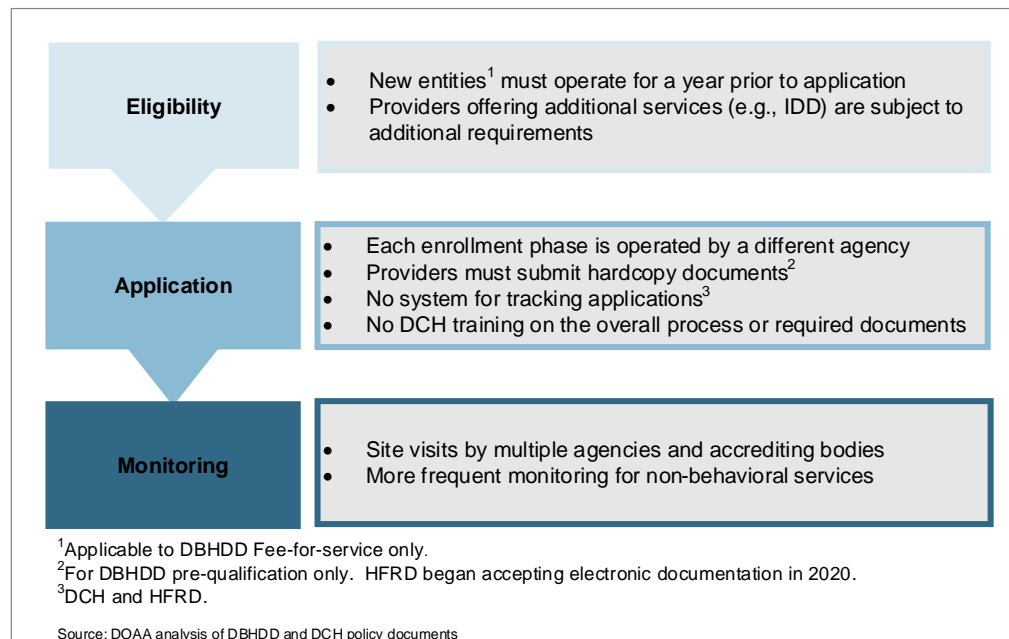 Eligibility
• New entities¹ must operate for a year prior to application
• Providers offering additional services (e.g., IDD) are subject to
additional requirements
Application
• Each enrollment phase is operated by a different agency
• Providers must submit hardcopy documents²
• No system for tracking applications³
• No DCH training on the overall process or required documents
Monitoring
• Site visits by multiple agencies and accrediting bodies
• More frequent monitoring for non-behavioral services
¹Applicable to DBHDD Fee-for-service only.
²For DBHDD pre-qualification only. HFRD began accepting electronic documentation in 2020.
³DCH and HFRD.
Source: DOAA analysis of DBHDD and DCH policy documents